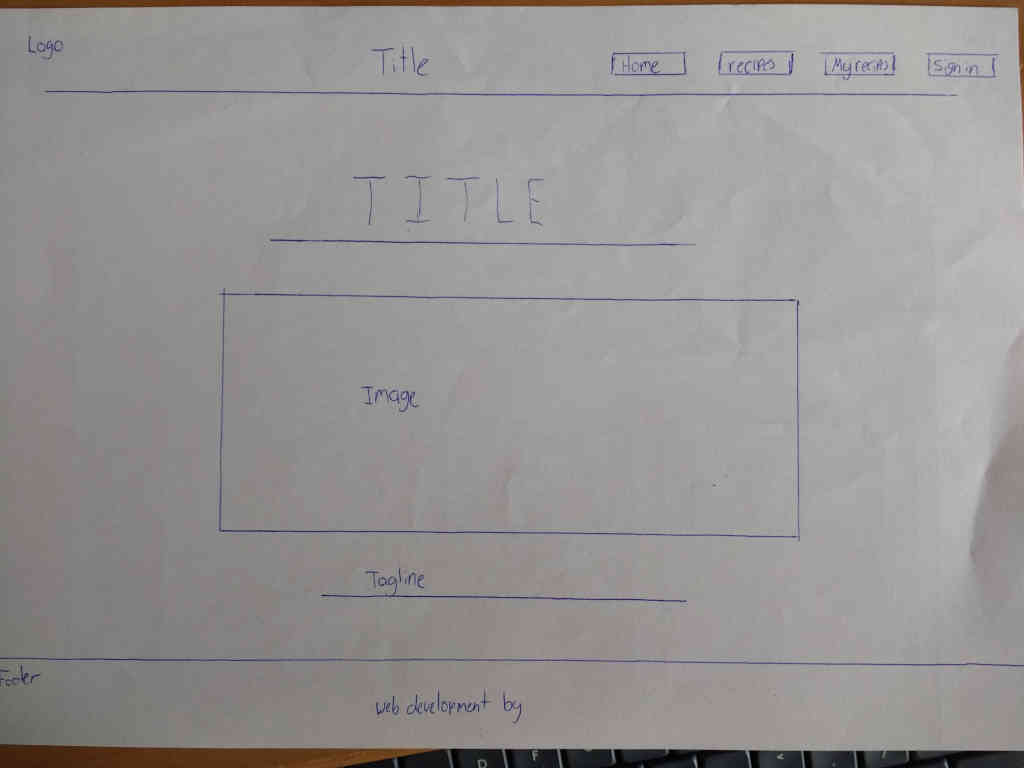 Logo
Title
Home
recipes
My recipes
Sign in
TITLE
Image
Tagline
Footer
web development by
D
F